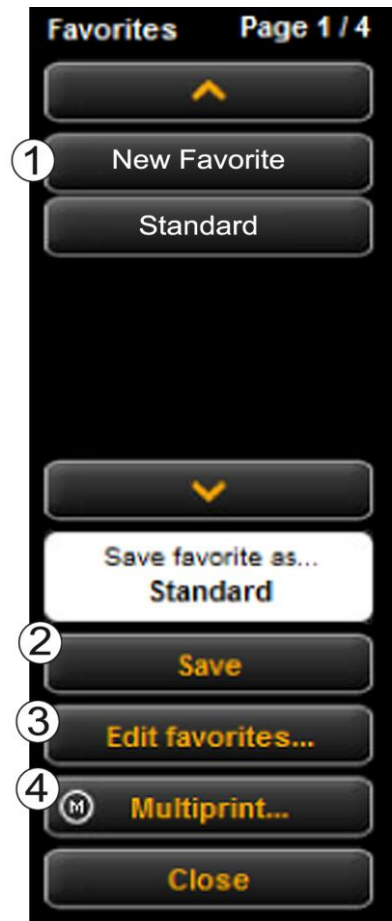 Favorites Page 1 / 4
1 New Favorite
Standard
Save favorite as...
Standard
2 Save
3 Edit favorites...
4 M Multiprint...
Close